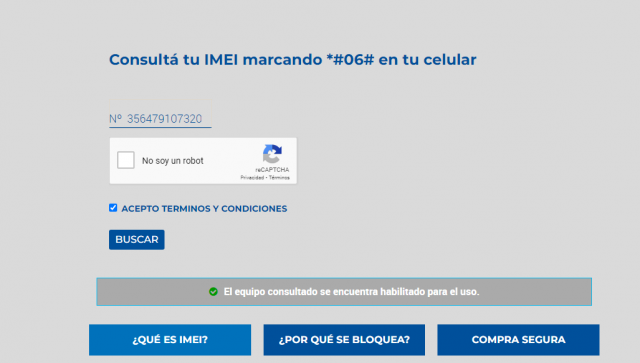 Consultá tu IMEI marcando *#06# en tu celular
Nº 356479107320
No soy un robot
reCAPTCHA
Privacidad • Términos
ACEPTO TERMINOS Y CONDICIONES
BUSCAR
El equipo consultado se encuentra habilitado para el uso.
¿QUÉ ES IMEI?
¿POR QUÉ SE BLOQUEA?
COMPRA SEGURA